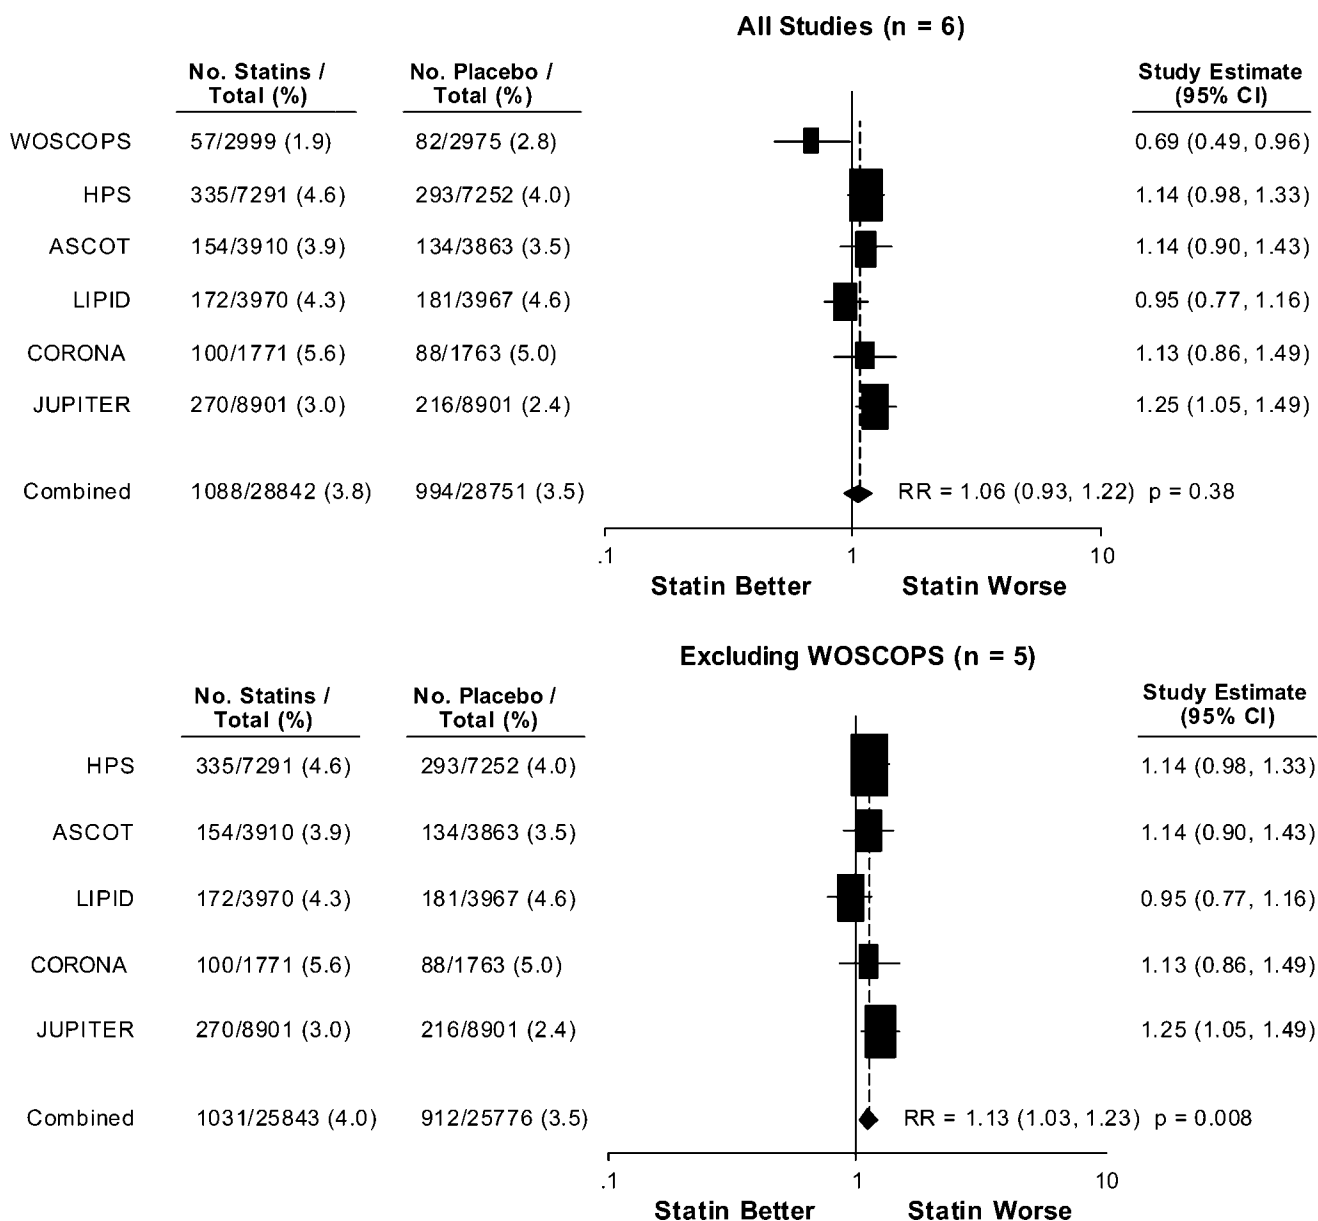 All Studies (n = 6)
No. Statins / No. Placebo / Study Estimate
Total (%) Total (%) (95% CI)
WOSCOPS 57/2999 (1.9) 82/2975 (2.8) 0.69 (0.49, 0.96)
HPS 335/7291 (4.6) 293/7252 (4.0) 1.14 (0.98, 1.33)
ASCOT 154/3910 (3.9) 134/3863 (3.5) 1.14 (0.90, 1.43)
LIPID 172/3970 (4.3) 181/3967 (4.6) 0.95 (0.77, 1.16)
CORONA 100/1771 (5.6) 88/1763 (5.0) 1.13 (0.86, 1.49)
JUPITER 270/8901 (3.0) 216/8901 (2.4) 1.25 (1.05, 1.49)
Combined 1088/28842 (3.8) 994/28751 (3.5) RR = 1.06 (0.93, 1.22) p = 0.38
.1 1 10
Statin Better Statin Worse
Excluding WOSCOPS (n = 5)
No. Statins / No. Placebo / Study Estimate
Total (%) Total (%) (95% CI)
HPS 335/7291 (4.6) 293/7252 (4.0) 1.14 (0.98, 1.33)
ASCOT 154/3910 (3.9) 134/3863 (3.5) 1.14 (0.90, 1.43)
LIPID 172/3970 (4.3) 181/3967 (4.6) 0.95 (0.77, 1.16)
CORONA 100/1771 (5.6) 88/1763 (5.0) 1.13 (0.86, 1.49)
JUPITER 270/8901 (3.0) 216/8901 (2.4) 1.25 (1.05, 1.49)
Combined 1031/25843 (4.0) 912/25776 (3.5) RR = 1.13 (1.03, 1.23) p = 0.008
.1 1 10
Statin Better Statin Worse